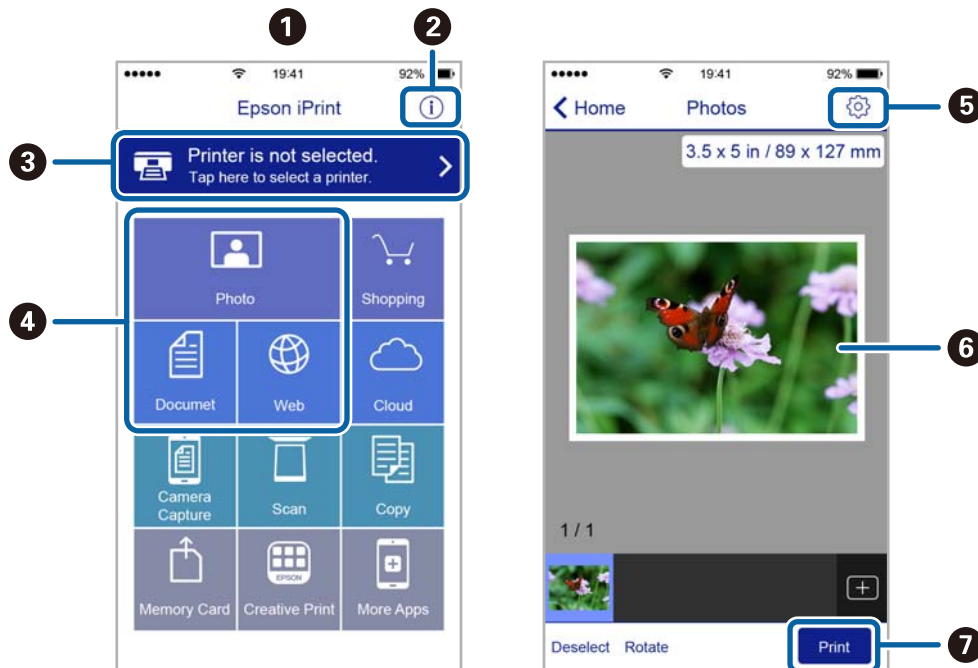 1
2
19:41
92%
Epson iPrint
3
Printer is not selected.
Tap here to select a printer.
4
Photo
Shopping
Documet
Web
Cloud
Camera
Capture
Scan
Copy
EPSON
Memory Card
Creative Print
More Apps
19:41
92%
Home
Photos
5
3.5 x 5 in / 89 x 127 mm
6
1 / 1
Deselect
Rotate
Print
7